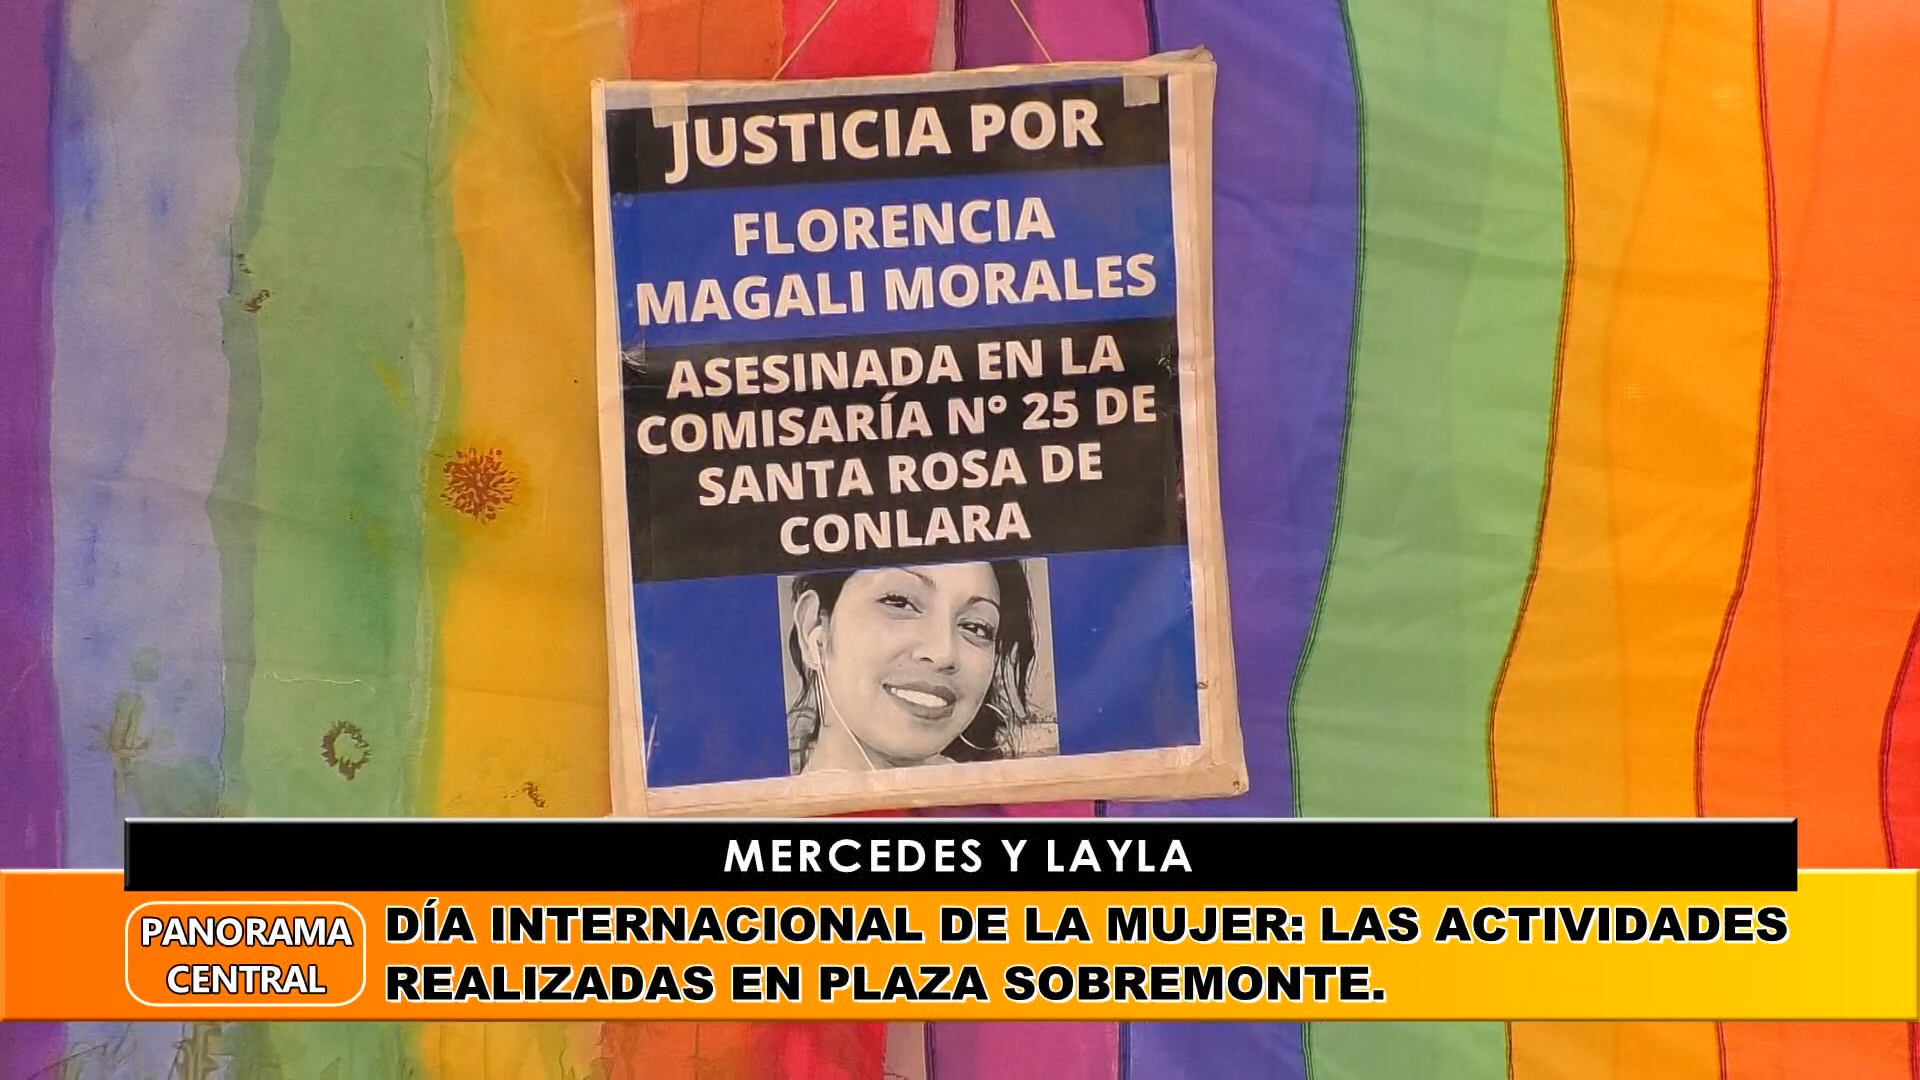 JUSTICIA POR
FLORENCIA
MAGALI MORALES
ASESINADA EN LA
COMISARÍA N° 25 DE
SANTA ROSA DE
CONLARA
MERCEDES Y LAYLA
PANORAMA
CENTRAL
DÍA INTERNACIONAL DE LA MUJER: LAS ACTIVIDADES
REALIZADAS EN PLAZA SOBREMONTE.